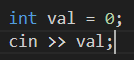 int val = 0;
cin >> val;